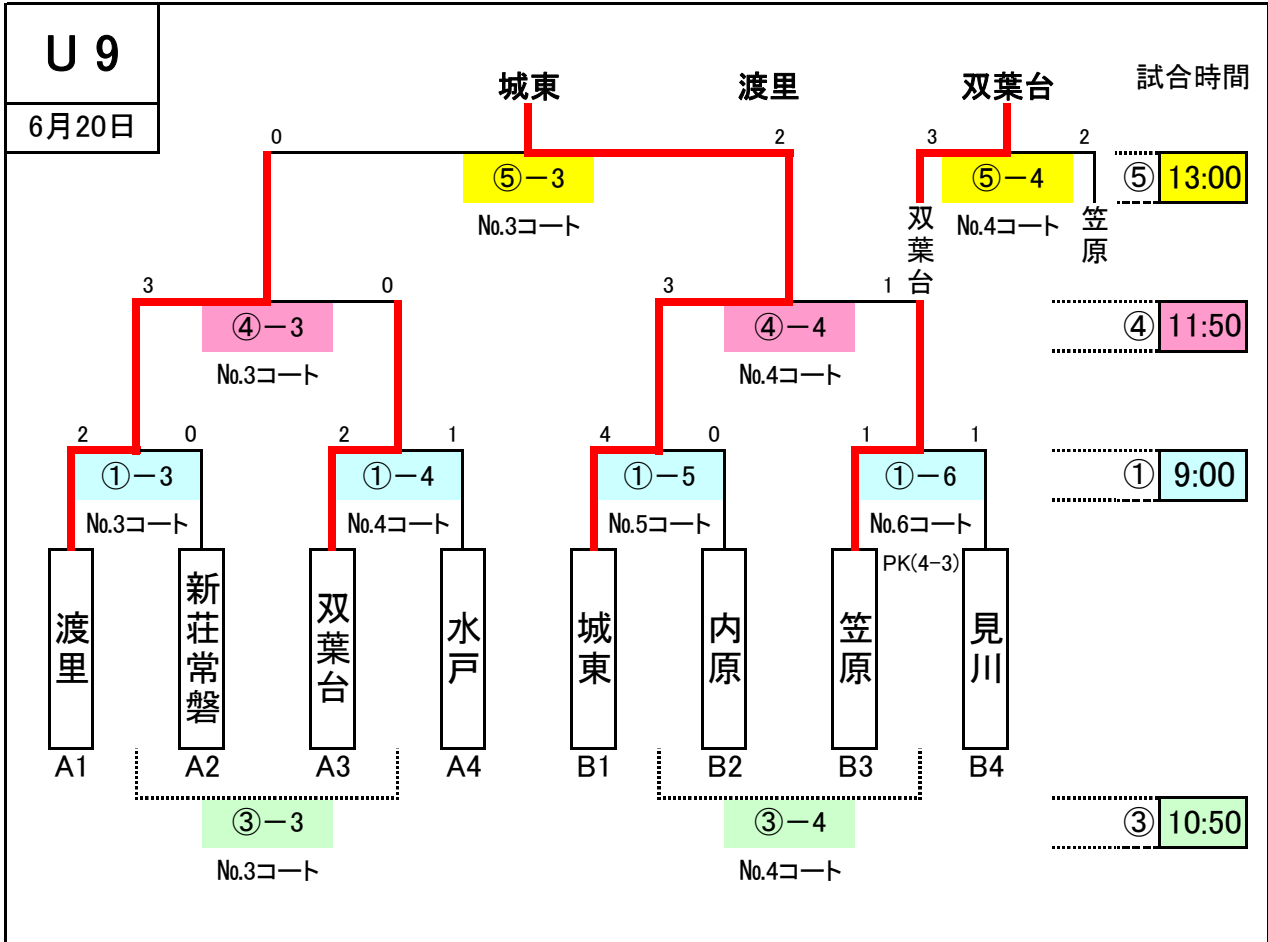 U 9
6月20日
城東 渡里 双葉台 試合時間
0 2 3 2
⑤－3 ⑤－4 ⑤ 13:00
No.3コート 双葉台 No.4コート 笠原
3 0 3 1
④－3 ④－4 ④ 11:50
No.3コート No.4コート
2 0 2 1 4 0 1 1
①－3 ①－4 ①－5 ①－6 ① 9:00
No.3コート No.4コート No.5コート No.6コート
PK(4-3)
渡里 新荘常磐 双葉台 水戸 城東 内原 笠原 見川
A1 A2 A3 A4 B1 B2 B3 B4
③－3 ③－4 ③ 10:50
No.3コート No.4コート